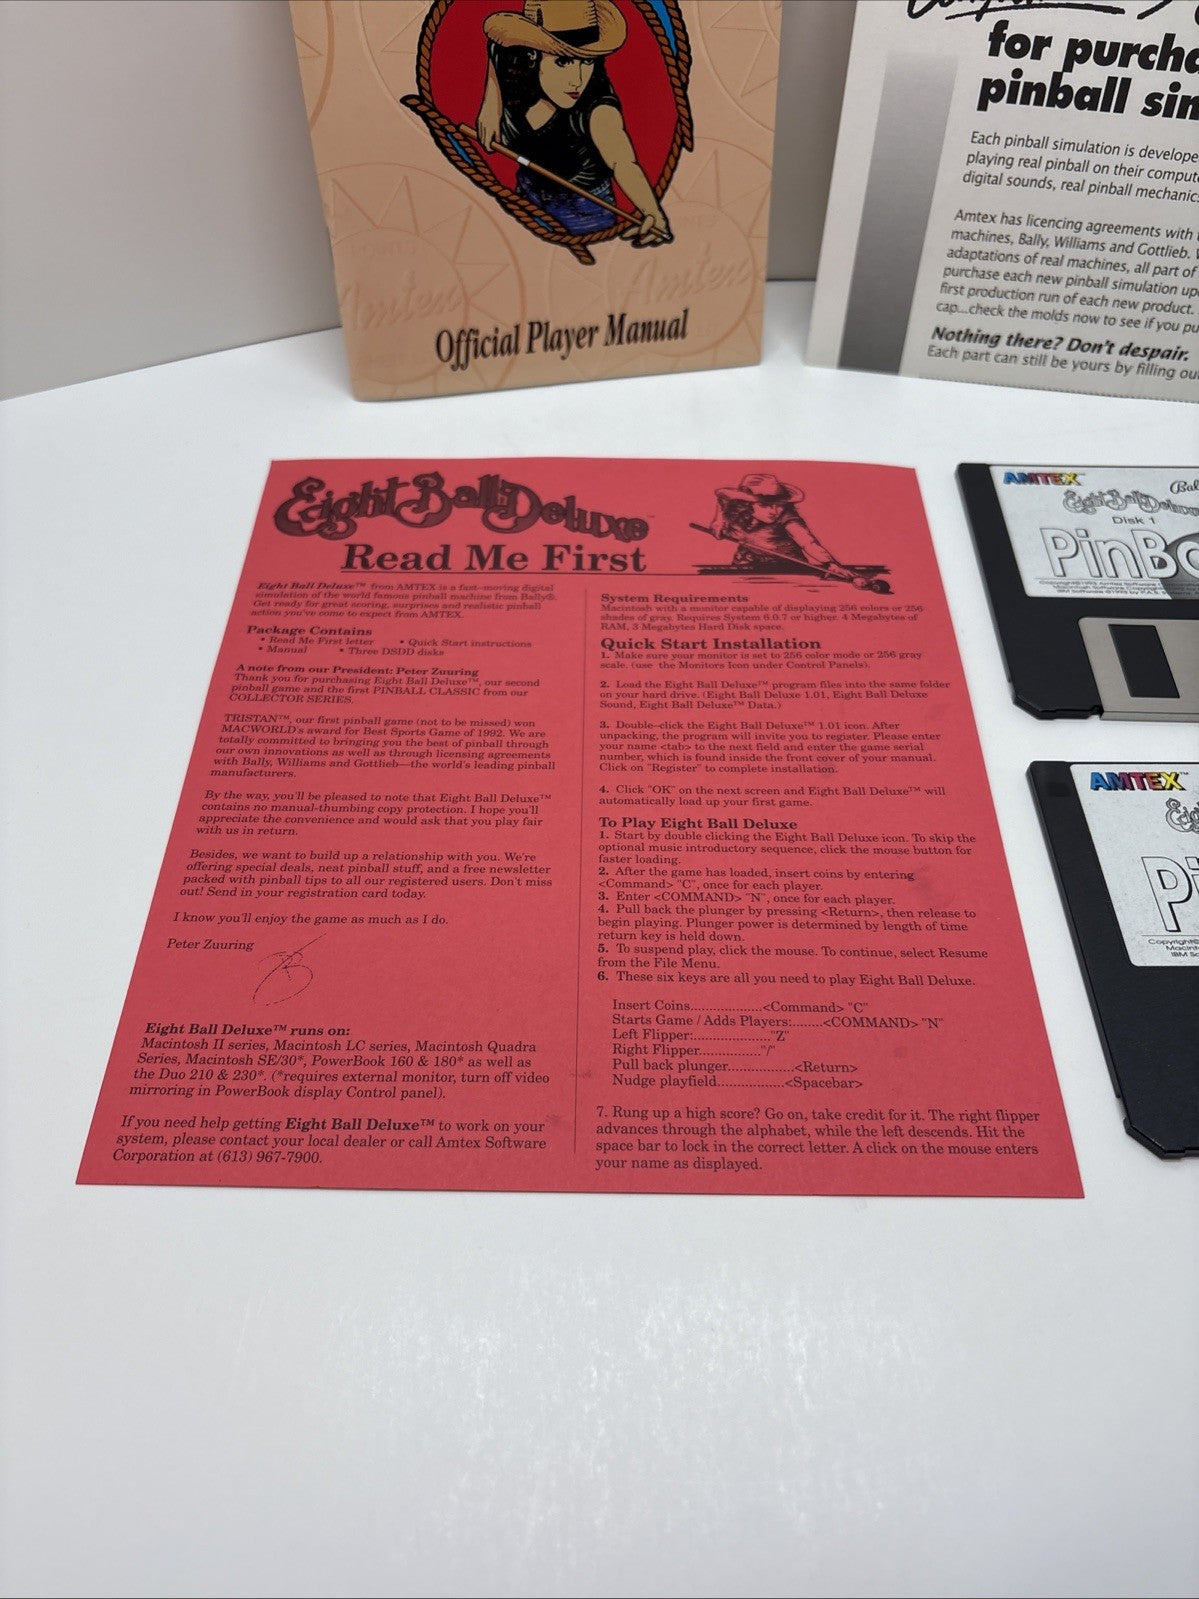 Official Player Manual
for purcha
pinball sim
Each pinball simulation is develope
playing real pinball on their compute
digital sounds, real pinball mechanic
Amtex has licencing agreements with
machines, Bally, Williams and Gottlieb.
adaptations of real machines, all part of
purchase each new pinball simulation up
first production run of each new product.
cap...check the molds now to see if you pu
Nothing there? Don't despair.
Each part can still be yours by filling ou
Eight Ball Deluxe™
Read Me First
Eight Ball Deluxe™ from AMTEX is a fast-moving digital
simulation of the world famous pinball machine from Bally®.
Get ready for great scoring, surprises and realistic pinball
action you've come to expect from AMTEX.
Package Contains
• Read Me First letter • Quick Start instructions
• Manual • Three DSDD disks
A note from our President: Peter Zuuring
Thank you for purchasing Eight Ball Deluxe™, our second
pinball game and the first PINBALL CLASSIC from our
COLLECTOR SERIES.
TRISTAN™, our first pinball game (not to be missed) won
MACWORLD's award for Best Sports Game of 1992. We are
totally committed to bringing you the best of pinball through
our own innovations as well as through licensing agreements
with Bally, Williams and Gottlieb—the world's leading pinball
manufacturers.
By the way, you'll be pleased to note that Eight Ball Deluxe™
contains no manual-thumbing copy protection. I hope you'll
appreciate the convenience and would ask that you play fair
with us in return.
Besides, we want to build up a relationship with you. We're
offering special deals, neat pinball stuff, and a free newsletter
packed with pinball tips to all our registered users. Don't miss
out! Send in your registration card today.
I know you'll enjoy the game as much as I do.
Peter Zuuring
Eight Ball Deluxe™ runs on:
Macintosh II series, Macintosh LC series, Macintosh Quadra
Series, Macintosh SE/30*, PowerBook 160 & 180* as well as
the Duo 210 & 230*. (*requires external monitor, turn off video
mirroring in PowerBook display Control panel).
If you need help getting Eight Ball Deluxe™ to work on your
system, please contact your local dealer or call Amtex Software
Corporation at (613) 967-7900.
System Requirements
Macintosh with a monitor capable of displaying 256 colors or 256
shades of gray. Requires System 6.0.7 or higher. 4 Megabytes of
RAM, 3 Megabytes Hard Disk space.
Quick Start Installation
1. Make sure your monitor is set to 256 color mode or 256 gray
scale. (use the Monitors Icon under Control Panels).
2. Load the Eight Ball Deluxe™ program files into the same folder
on your hard drive. (Eight Ball Deluxe 1.01, Eight Ball Deluxe
Sound, Eight Ball Deluxe™ Data.)
3. Double-click the Eight Ball Deluxe™ 1.01 icon. After
unpacking, the program will invite you to register. Please enter
your name <tab> to the next field and enter the game serial
number, which is found inside the front cover of your manual.
Click on "Register" to complete installation.
4. Click "OK" on the next screen and Eight Ball Deluxe™ will
automatically load up your first game.
To Play Eight Ball Deluxe
1. Start by double clicking the Eight Ball Deluxe icon. To skip the
optional music introductory sequence, click the mouse button for
faster loading.
2. After the game has loaded, insert coins by entering
<Command> "C", once for each player.
3. Enter <COMMAND> "N", once for each player.
4. Pull back the plunger by pressing <Return>, then release to
begin playing. Plunger power is determined by length of time
return key is held down.
5. To suspend play, click the mouse. To continue, select Resume
from the File Menu.
6. These six keys are all you need to play Eight Ball Deluxe.
Insert Coins...................<Command> "C"
Starts Game / Adds Players:........<COMMAND> "N"
Left Flipper:....................."Z"
Right Flipper................."/"
Pull back plunger..................<Return>
Nudge playfield..................<Spacebar>
7. Rung up a high score? Go on, take credit for it. The right flipper
advances through the alphabet, while the left descends. Hit the
space bar to lock in the correct letter. A click on the mouse enters
your name as displayed.
AMTEX™
Bal
Eight Ball Deluxe
Disk 1
PinBa
AMTEX™
Eig
Pi
Copyright©
Macint
IBM So